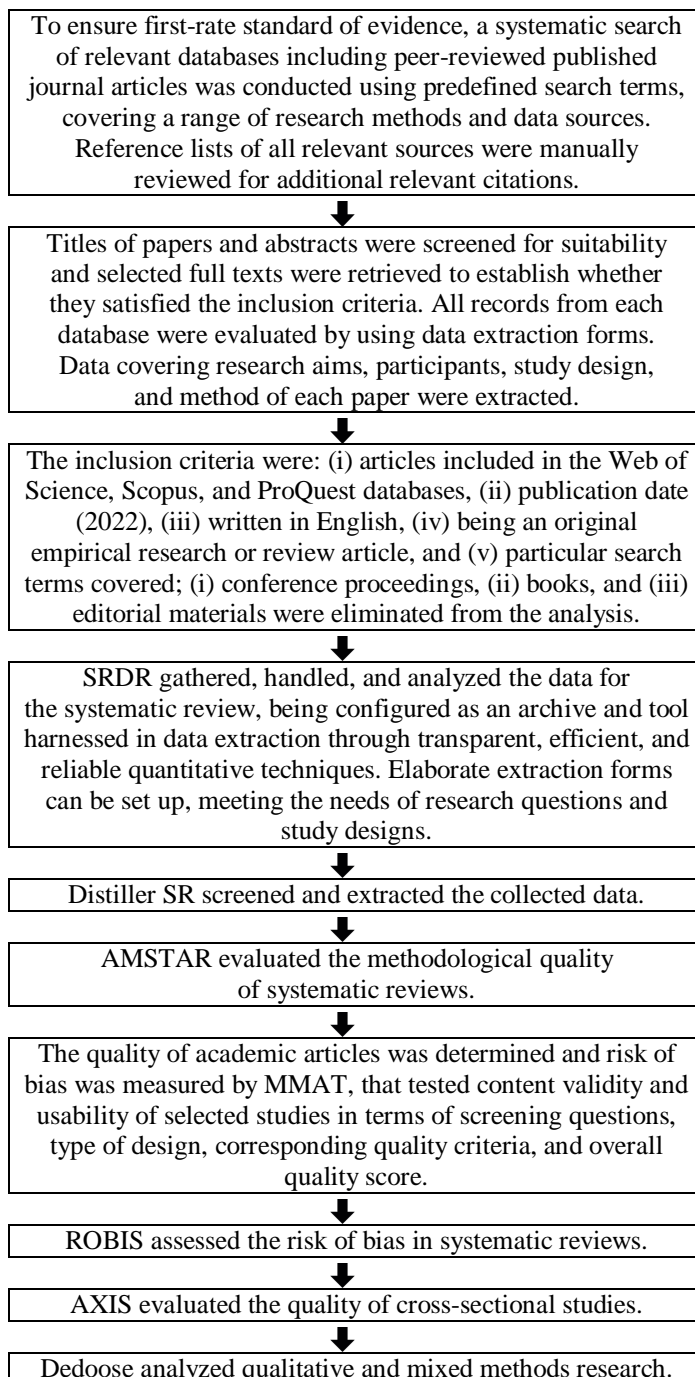 To ensure first-rate standard of evidence, a systematic search
of relevant databases including peer-reviewed published
journal articles was conducted using predefined search terms,
covering a range of research methods and data sources.
Reference lists of all relevant sources were manually
reviewed for additional relevant citations.
Titles of papers and abstracts were screened for suitability
and selected full texts were retrieved to establish whether
they satisfied the inclusion criteria. All records from each
database were evaluated by using data extraction forms.
Data covering research aims, participants, study design,
and method of each paper were extracted.
The inclusion criteria were: (i) articles included in the Web of
Science, Scopus, and ProQuest databases, (ii) publication date
(2022), (iii) written in English, (iv) being an original
empirical research or review article, and (v) particular search
terms covered; (i) conference proceedings, (ii) books, and (iii)
editorial materials were eliminated from the analysis.
SRDR gathered, handled, and analyzed the data for
the systematic review, being configured as an archive and tool
harnessed in data extraction through transparent, efficient, and
reliable quantitative techniques. Elaborate extraction forms
can be set up, meeting the needs of research questions and
study designs.
Distiller SR screened and extracted the collected data.
AMSTAR evaluated the methodological quality
of systematic reviews.
The quality of academic articles was determined and risk of
bias was measured by MMAT, that tested content validity and
usability of selected studies in terms of screening questions,
type of design, corresponding quality criteria, and overall
quality score.
ROBIS assessed the risk of bias in systematic reviews.
AXIS evaluated the quality of cross-sectional studies.
Dedoose analyzed qualitative and mixed methods research.